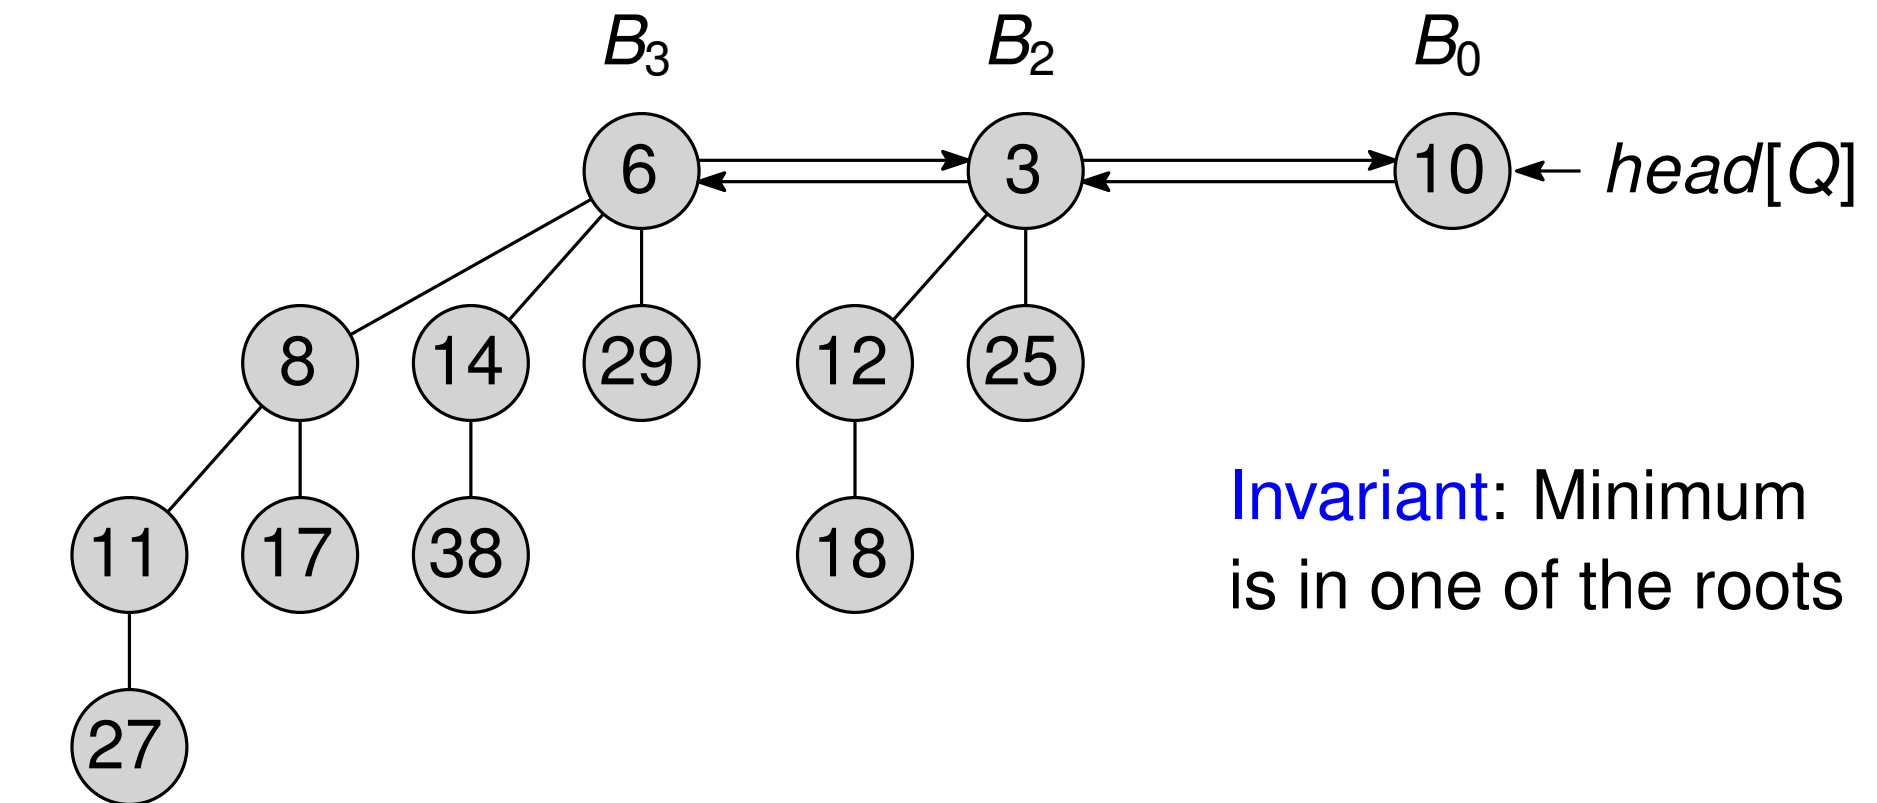 B3 B2 B0
6 3 10 head[Q]
8 14 29 12 25
Invariant: Minimum
11 17 38 18
is in one of the roots
27